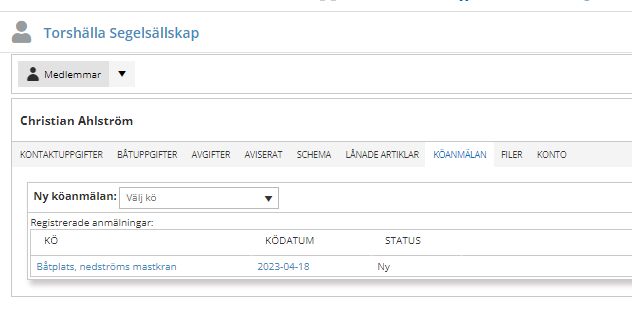 Torshälla Segelsällskap
Medlemmar
Christian Ahlström
KONTAKTUPPGIFTER BÅTUPPGIFTER AVGIFTER AVISERAT SCHEMA LÅNADE ARTIKLAR KÖANMÄLAN FILER KONTO
Ny köanmälan: Välj kö
Registrerade anmälningar:
KÖ KÖDATUM STATUS
Båtplats, nedströms mastkran 2023-04-18 Ny